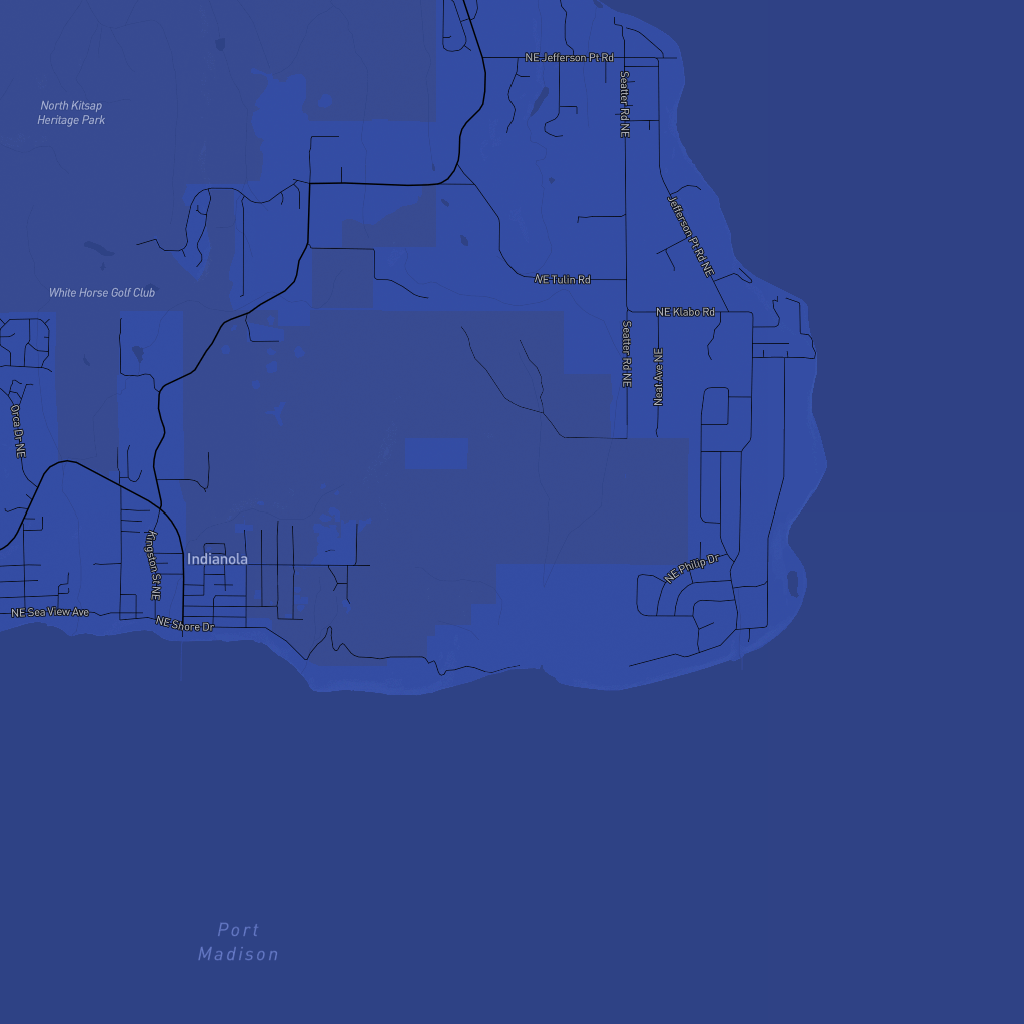 NE Jefferson Pt Rd
Seatter Rd NE
North Kitsap
Heritage Park
Jefferson Pt Rd NE
NE Tulin Rd
White Horse Golf Club
NE Klabo Rd
Seatter Rd NE
Neat Ave NE
Orca Dr NE
Kingston St NE
Indianola
NE Philip Dr
NE Sea View Ave
NE Shore Dr
Port
Madison